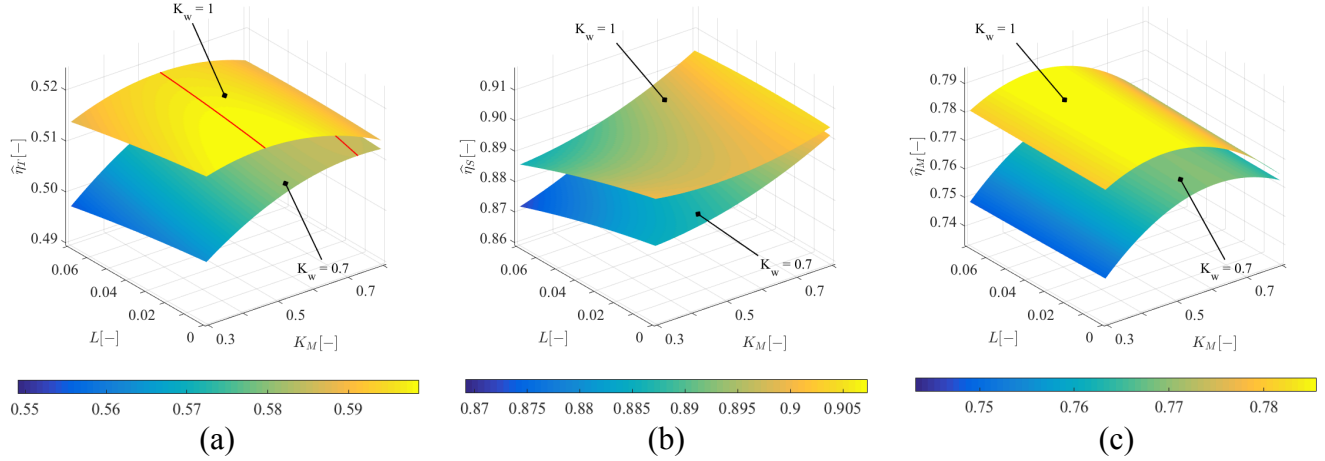 K_w = 1
0.52
0.51
0.50
0.49
η̂_T[−]
0.06
0.04
0.02
0
L[−]
0.3
0.5
0.7
K_M[−]
K_w = 0.7
0.55 0.56 0.57 0.58 0.59
(a)
K_w = 1
0.91
0.90
0.89
0.88
0.87
0.86
η̂_S[−]
0.06
0.04
0.02
0
L[−]
0.3
0.5
0.7
K_M[−]
K_w = 0.7
0.87 0.875 0.88 0.885 0.89 0.895 0.9 0.905
(b)
K_w = 1
0.79
0.78
0.77
0.76
0.75
0.74
η̂_M[−]
0.06
0.04
0.02
0
L[−]
0.3
0.5
0.7
K_M[−]
K_w = 0.7
0.75 0.76 0.77 0.78
(c)